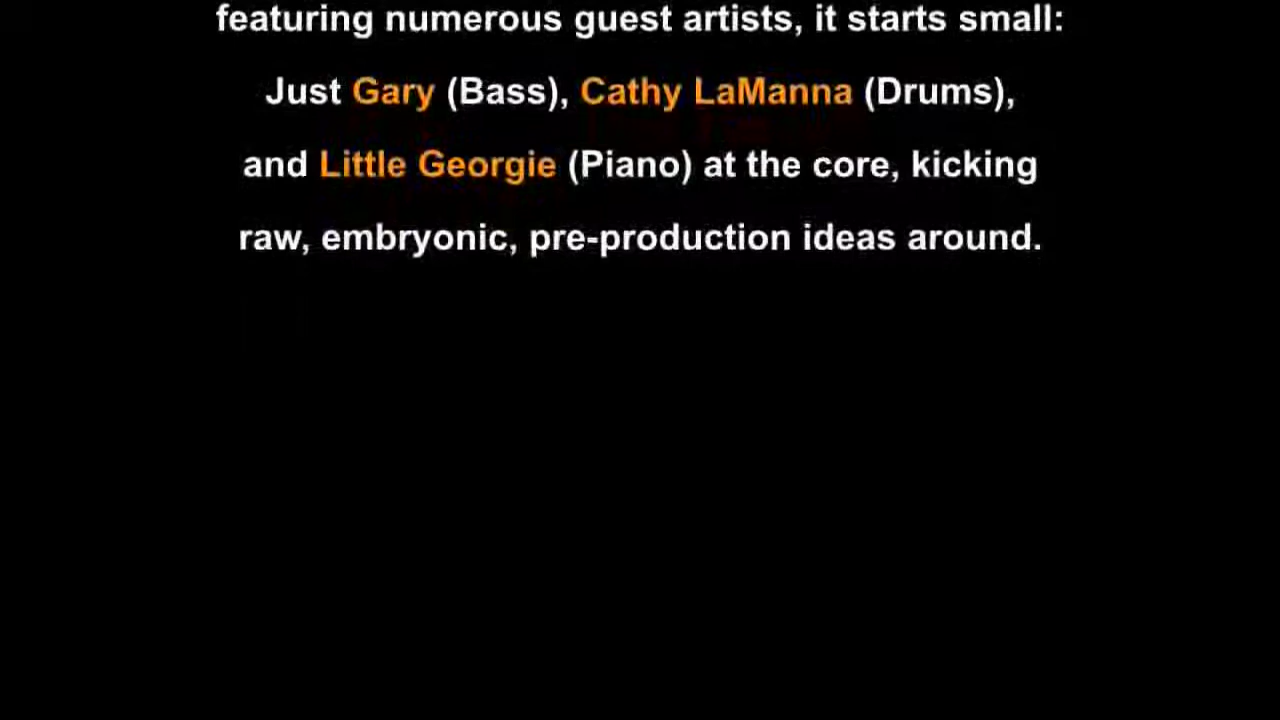 featuring numerous guest artists, it starts small:
Just Gary (Bass), Cathy LaManna (Drums),
and Little Georgie (Piano) at the core, kicking
raw, embryonic, pre-production ideas around.